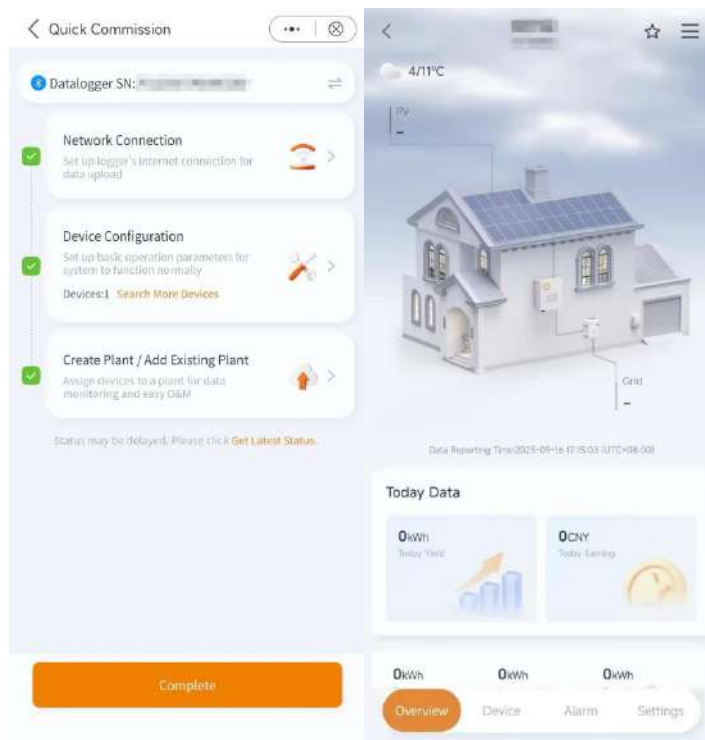 Quick Commission
Datalogger SN:
Network Connection
Set up logger's internet connection for
data upload
Device Configuration
Set up basic operation parameters for
system to function normally
Devices:1 Search More Devices
Create Plant / Add Existing Plant
Assign devices to a plant for data
monitoring and easy O&M
Status may be delayed. Please click Get Latest Status.
Complete
4/11°C
PV
-
Grid
-
Data Reporting Time:2025-09-16 17:15:03 (UTC+08:00)
Today Data
0kWh
Today Yield
0CNY
Today Earning
0kWh 0kWh 0kWh
Overview Device Alarm Settings